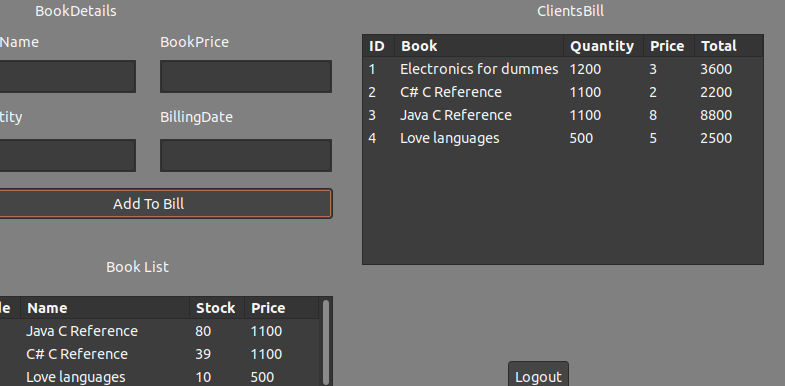 BookDetails
Name BookPrice
tity BillingDate
Add To Bill
Book List
le Name Stock Price
Java C Reference 80 1100
C# C Reference 39 1100
Love languages 10 500
ClientsBill
ID Book Quantity Price Total
1 Electronics for dummes 1200 3 3600
2 C# C Reference 1100 2 2200
3 Java C Reference 1100 8 8800
4 Love languages 500 5 2500
Logout